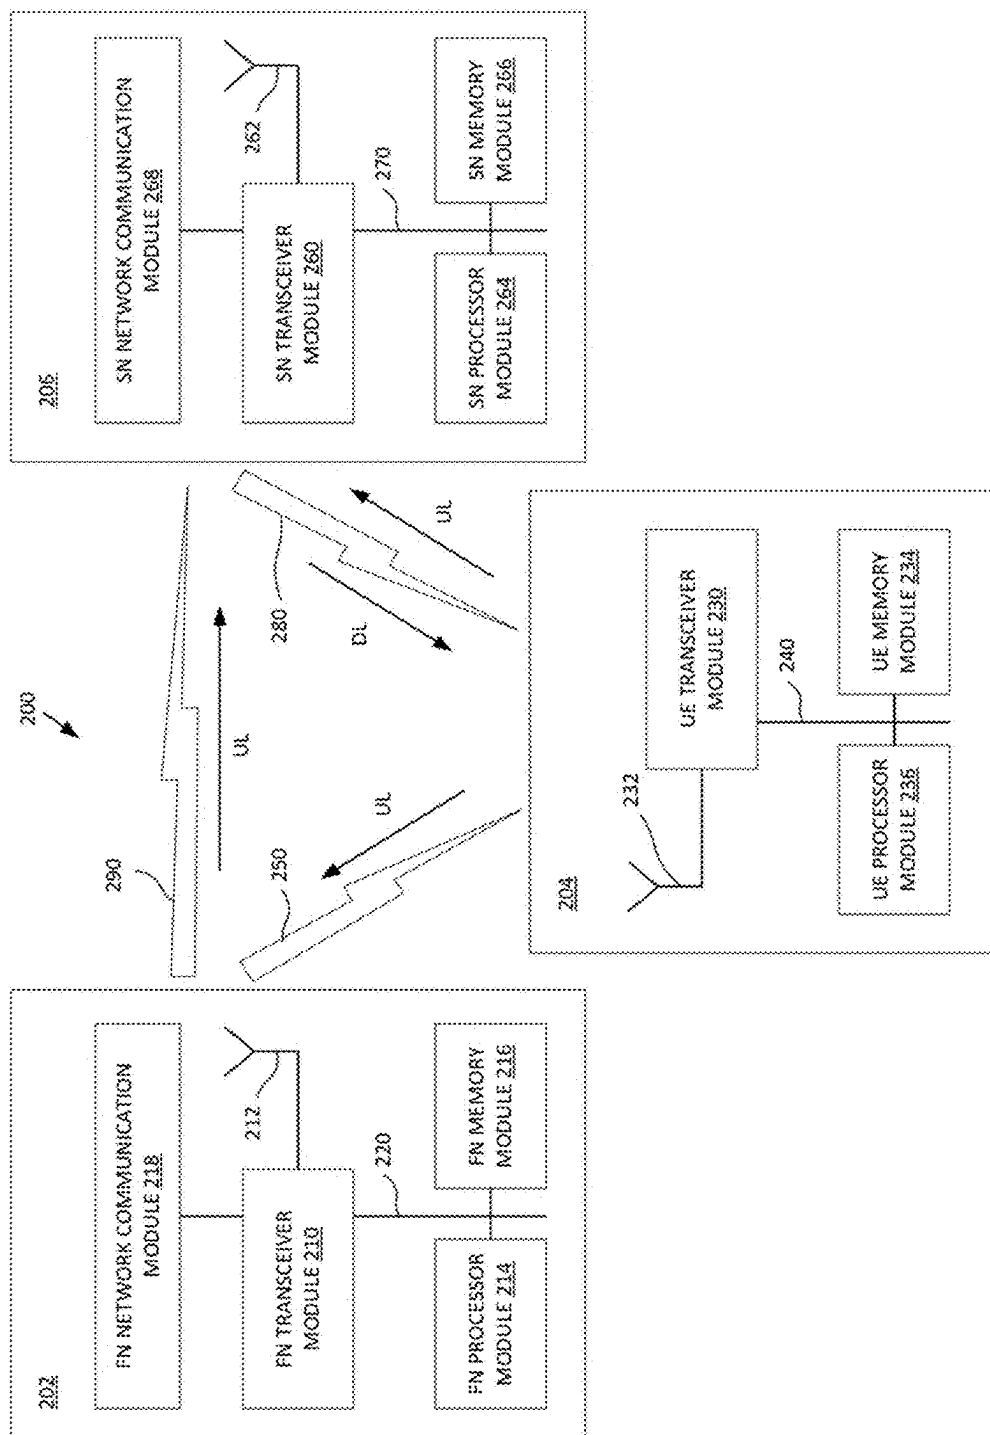 200
202
FN NETWORK COMMUNICATION
MODULE 218
FN TRANSCEIVER
MODULE 210
212
220
FN PROCESSOR
MODULE 214
FN MEMORY
MODULE 216
290
UL
250
UL
280
DL
UL
206
SN NETWORK COMMUNICATION
MODULE 268
SN TRANSCEIVER
MODULE 260
262
270
SN PROCESSOR
MODULE 264
SN MEMORY
MODULE 266
204
232
UE TRANSCEIVER
MODULE 230
240
UE PROCESSOR
MODULE 236
UE MEMORY
MODULE 234